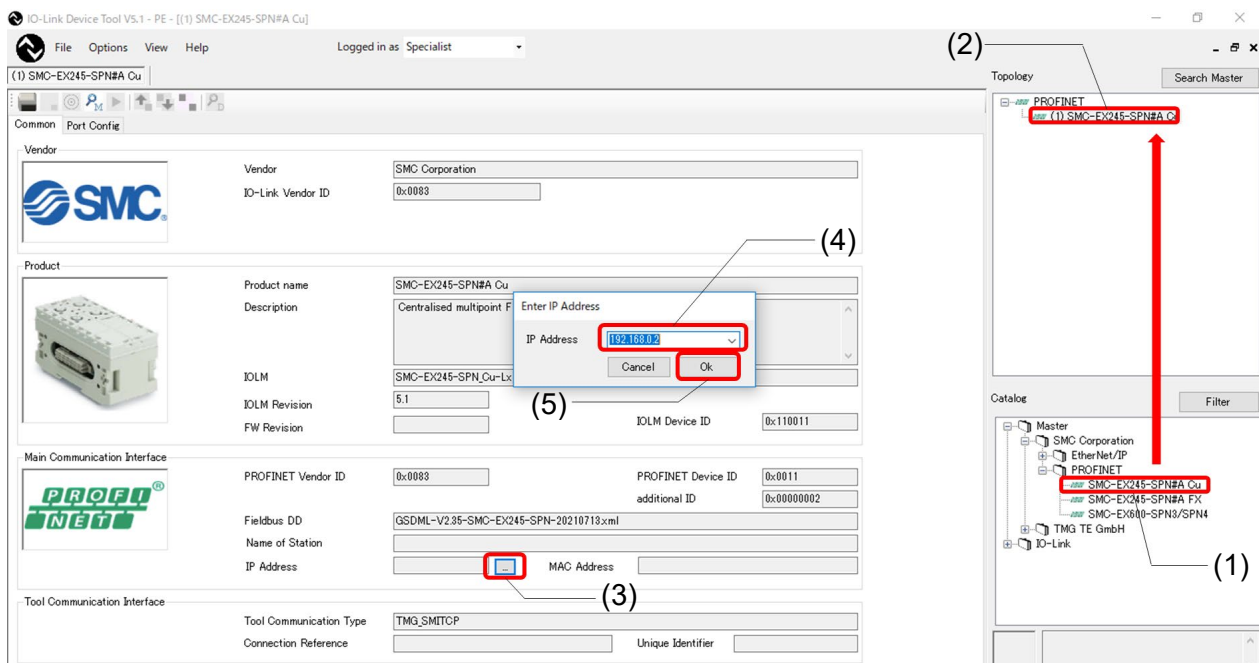 IO-Link Device Tool V5.1 - PE - [(1) SMC-EX245-SPN#A Cu]
File Options View Help Logged in as Specialist
(2)
(1) SMC-EX245-SPN#A Cu
Topology Search Master
PROFINET
(1) SMC-EX245-SPN#A C
Common Port Config
Vendor
SMC
Vendor SMC Corporation
IO-Link Vendor ID 0x0083
(4)
Product
Product name SMC-EX245-SPN#A Cu
Description Centralised multipoint F
Enter IP Address
IP Address 192.168.0.2
Cancel Ok
(5)
IOLM SMC-EX245-SPN_Cu-Lx
IOLM Revision 5.1
FW Revision IOLM Device ID 0x110011
Main Communication Interface
PROFI NET
PROFINET Vendor ID 0x0083 PROFINET Device ID 0x0011
additional ID 0x00000002
Fieldbus DD GSDML-V2.35-SMC-EX245-SPN-20210713.xml
Name of Station
IP Address ... MAC Address
(3)
Tool Communication Interface
Tool Communication Type TMG_SMITCP
Connection Reference Unique Identifier
Catalog Filter
Master
SMC Corporation
EtherNet/IP
PROFINET
SMC-EX245-SPN#A Cu
SMC-EX245-SPN#A FX
SMC-EX600-SPN3/SPN4
TMG TE GmbH
IO-Link
(1)